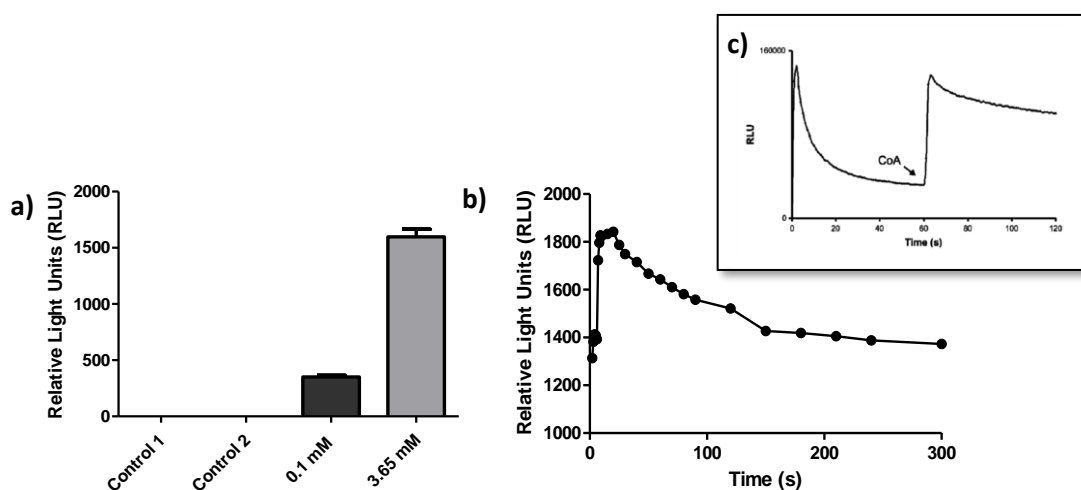 a)
Relative Light Units (RLU)
2000
1500
1000
500
0
Control 1
Control 2
0.1 mM
3.65 mM
b)
Relative Light Units (RLU)
2000
1800
1600
1400
1200
1000
0
100
200
300
Time (s)
c)
160000
RLU
0
CoA
0
20
40
60
80
100
120
Time (s)